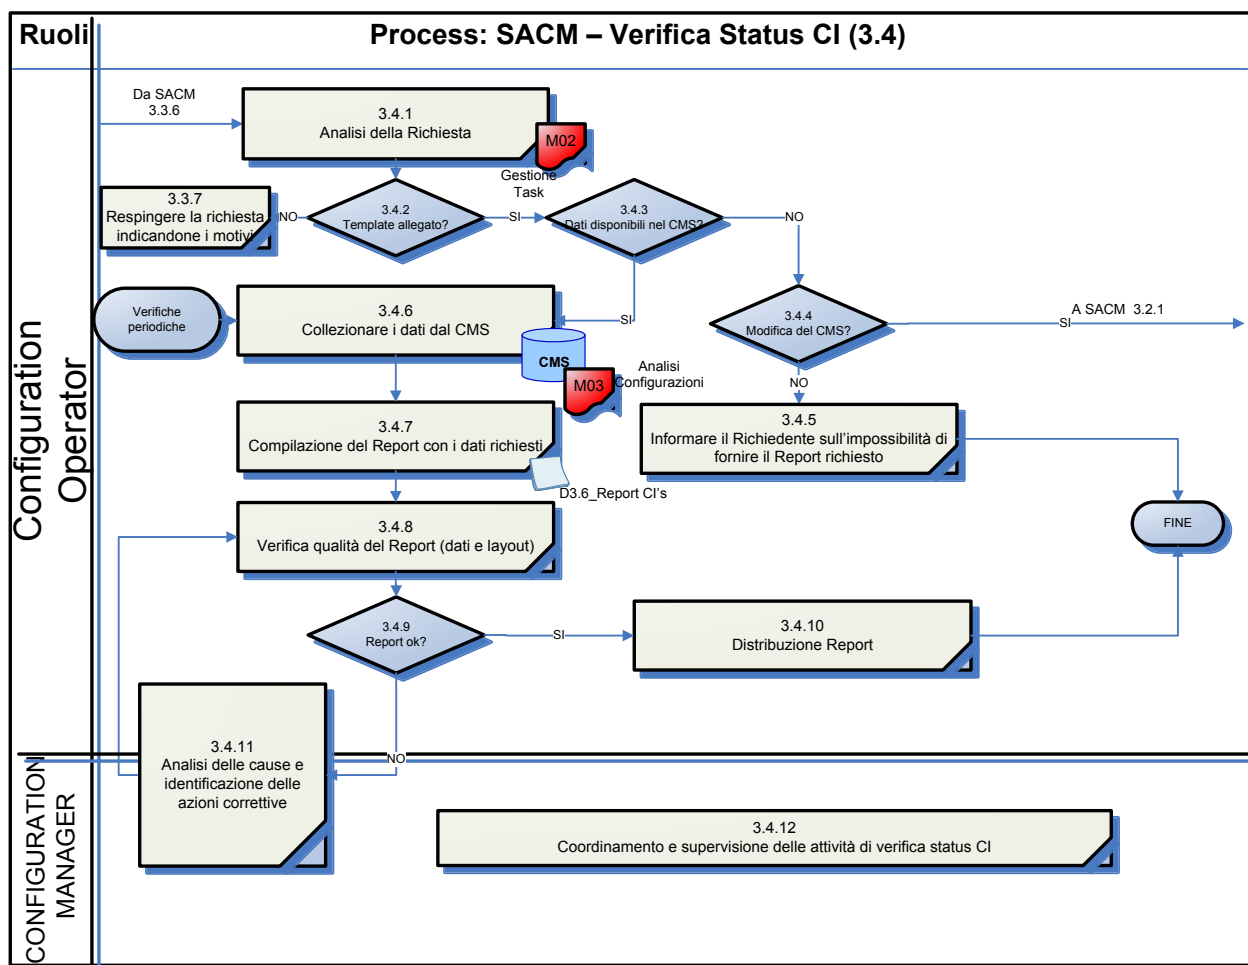 Ruoli
Process: SACM – Verifica Status CI (3.4)
Da SACM
3.3.6
3.4.1
Analisi della Richiesta
M02
Gestione
Task
3.3.7
Respingere la richiesta
indicandone i motivi
NO
3.4.2
Template allegato?
SI
3.4.3
Dati disponibili nel CMS?
NO
Verifiche
periodiche
3.4.6
Collezionare i dati dal CMS
SI
3.4.4
Modifica del CMS?
A SACM 3.2.1
SI
CMS
M03
Analisi
Configurazioni
NO
3.4.7
Compilazione del Report con i dati richiesti
D3.6_Report CI's
3.4.5
Informare il Richiedente sull'impossibilità di
fornire il Report richiesto
FINE
Configuration
Operator
3.4.8
Verifica qualità del Report (dati e layout)
3.4.9
Report ok?
SI
3.4.10
Distribuzione Report
NO
3.4.11
Analisi delle cause e
identificazione delle
azioni correttive
CONFIGURATION
MANAGER
3.4.12
Coordinamento e supervisione delle attività di verifica status CI